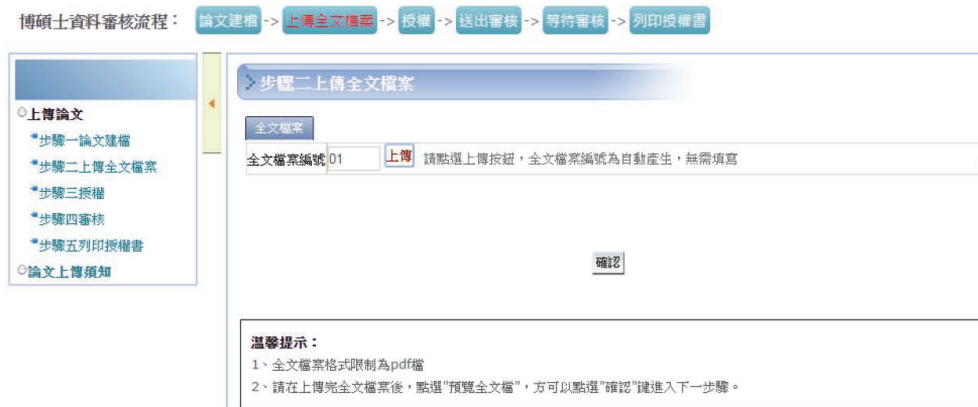 博碩士資料審核流程： 論文建檔 -> 上傳全文檔案 -> 授權 -> 送出審核 -> 等待審核 -> 列印授權書
上傳論文
步驟一論文建檔
步驟二上傳全文檔案
步驟三授權
步驟四審核
步驟五列印授權書
論文上傳須知
步驟二上傳全文檔案
全文檔案
全文檔案編號 01 上傳 請點選上傳按鈕，全文檔案編號為自動產生，無需填寫
確認
溫馨提示：
1、全文檔案格式限制為pdf檔
2、請在上傳完全文檔案後，點選"預覽全文檔"，方可以點選"確認"鍵進入下一步驟。